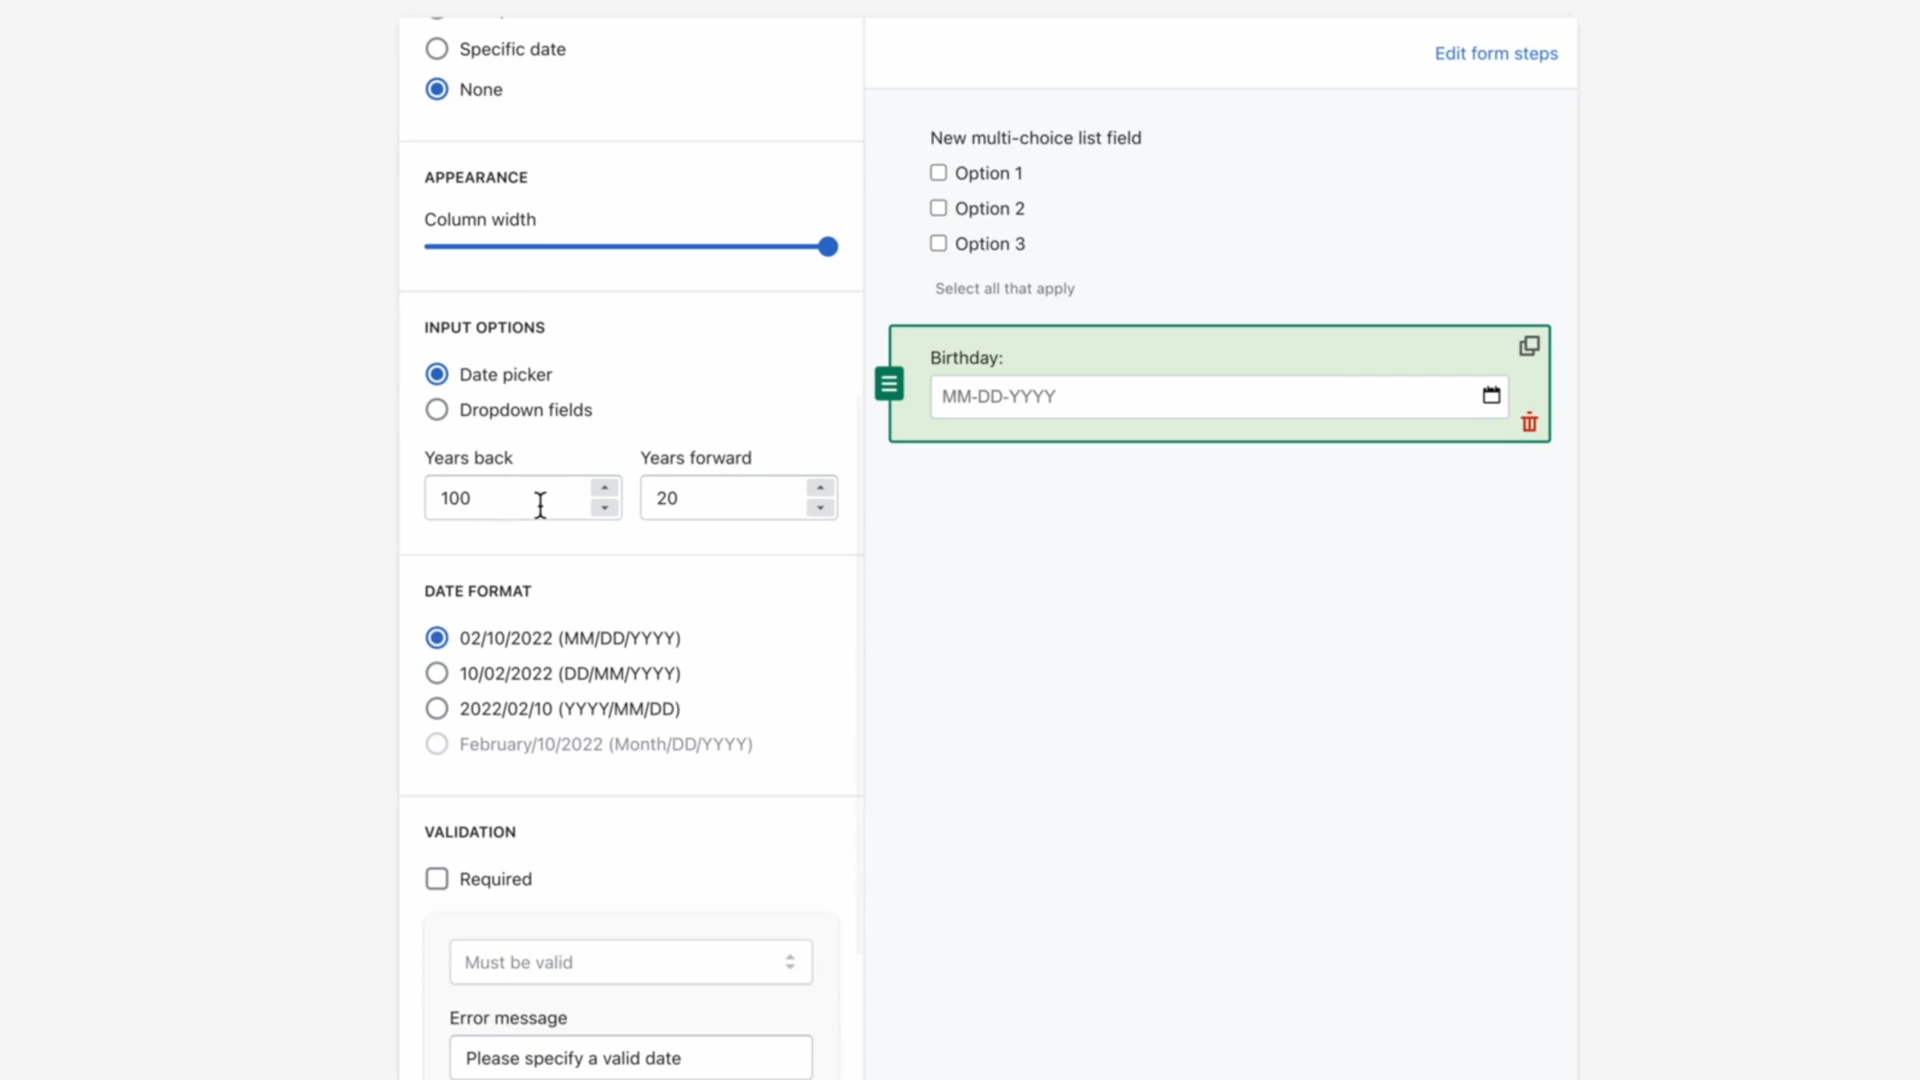 Specific date
None
APPEARANCE
Column width
INPUT OPTIONS
Date picker
Dropdown fields
Years back
Years forward
100
20
DATE FORMAT
02/10/2022 (MM/DD/YYYY)
10/02/2022 (DD/MM/YYYY)
2022/02/10 (YYYY/MM/DD)
February/10/2022 (Month/DD/YYYY)
VALIDATION
Required
Must be valid
Error message
Please specify a valid date
Edit form steps
New multi-choice list field
Option 1
Option 2
Option 3
Select all that apply
Birthday:
MM-DD-YYYY